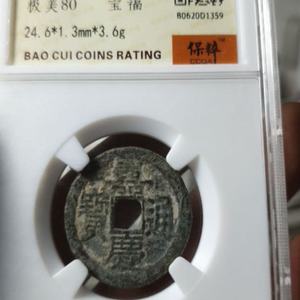 极美80 宝福
B0620D1359
24.6*1.3mm*3.6g
BAO CUI COINS RATING
保粹
CCGA
嘉慶通寶